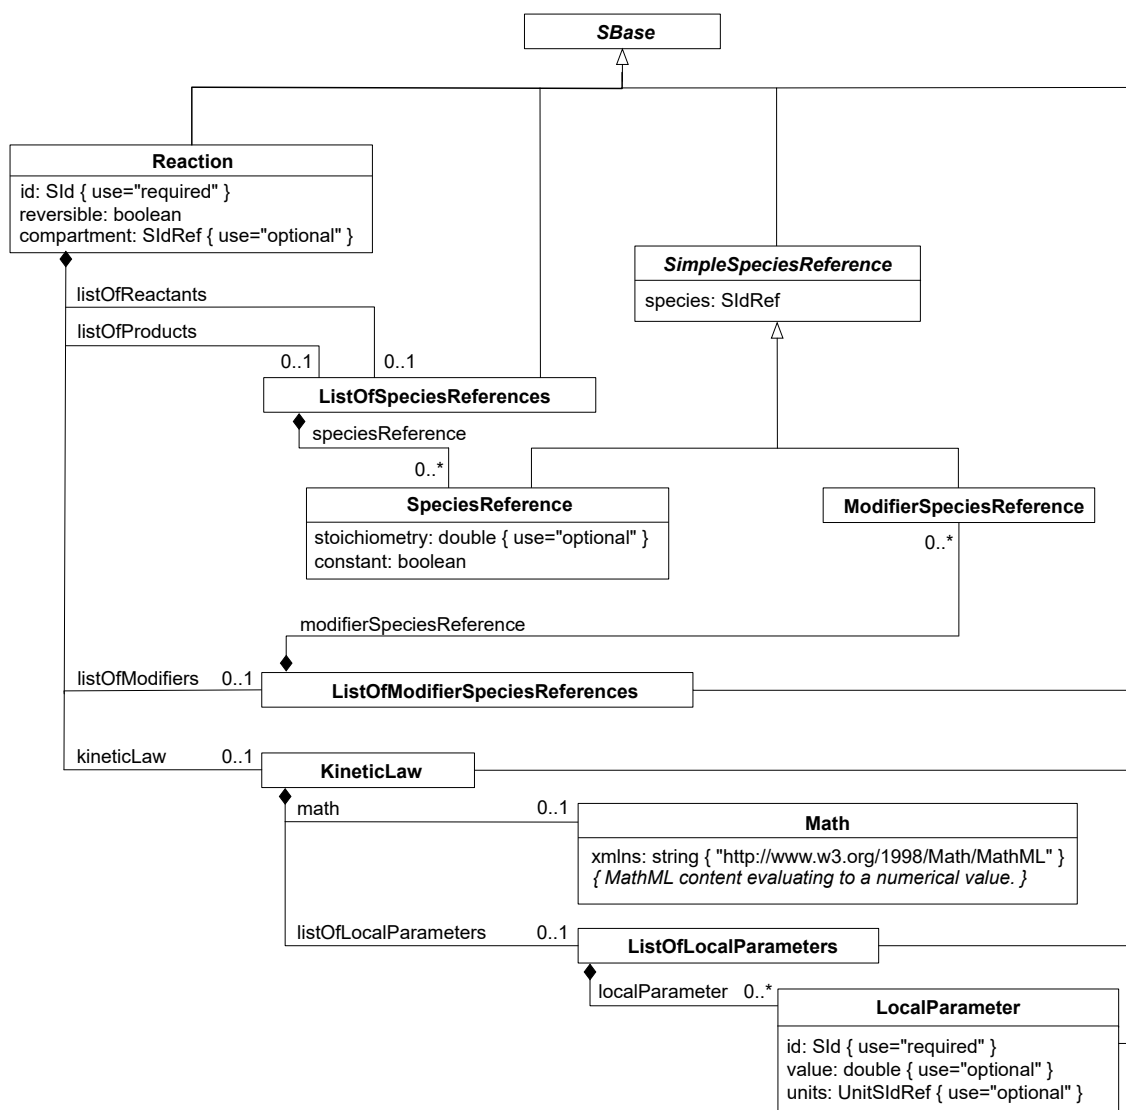 SBase
Reaction
id: SId { use="required" }
reversible: boolean
compartment: SIdRef { use="optional" }
SimpleSpeciesReference
species: SIdRef
listOfReactants
listOfProducts
0..1
0..1
ListOfSpeciesReferences
speciesReference
0..*
SpeciesReference
stoichiometry: double { use="optional" }
constant: boolean
ModifierSpeciesReference
0..*
modifierSpeciesReference
listOfModifiers
0..1
ListOfModifierSpeciesReferences
kineticLaw
0..1
KineticLaw
math
0..1
Math
xmlns: string { "http://www.w3.org/1998/Math/MathML" }
{ MathML content evaluating to a numerical value. }
listOfLocalParameters
0..1
ListOfLocalParameters
localParameter
0..*
LocalParameter
id: SId { use="required" }
value: double { use="optional" }
units: UnitSIdRef { use="optional" }